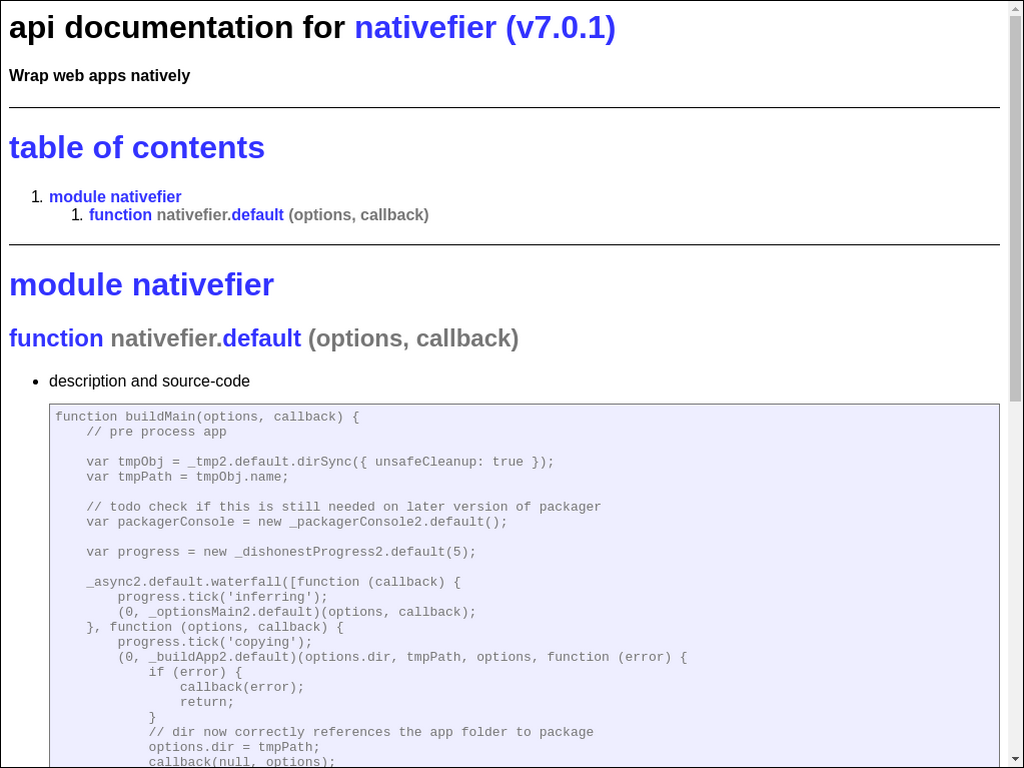 api documentation for nativefier (v7.0.1)
Wrap web apps natively
table of contents
1. module nativefier
1. function nativefier.default (options, callback)
module nativefier
function nativefier.default (options, callback)
• description and source-code
function buildMain(options, callback) {
    // pre process app
    var tmpObj = _tmp2.default.dirSync({ unsafeCleanup: true });
    var tmpPath = tmpObj.name;
    // todo check if this is still needed on later version of packager
    var packagerConsole = new _packagerConsole2.default();
    var progress = new _dishonestProgress2.default(5);
    _async2.default.waterfall([function (callback) {
        progress.tick('inferring');
        (0, _optionsMain2.default)(options, callback);
    }, function (options, callback) {
        progress.tick('copying');
        (0, _buildApp2.default)(options.dir, tmpPath, options, function (error) {
            if (error) {
                callback(error);
                return;
            }
            // dir now correctly references the app folder to package
            options.dir = tmpPath;
            callback(null, options);